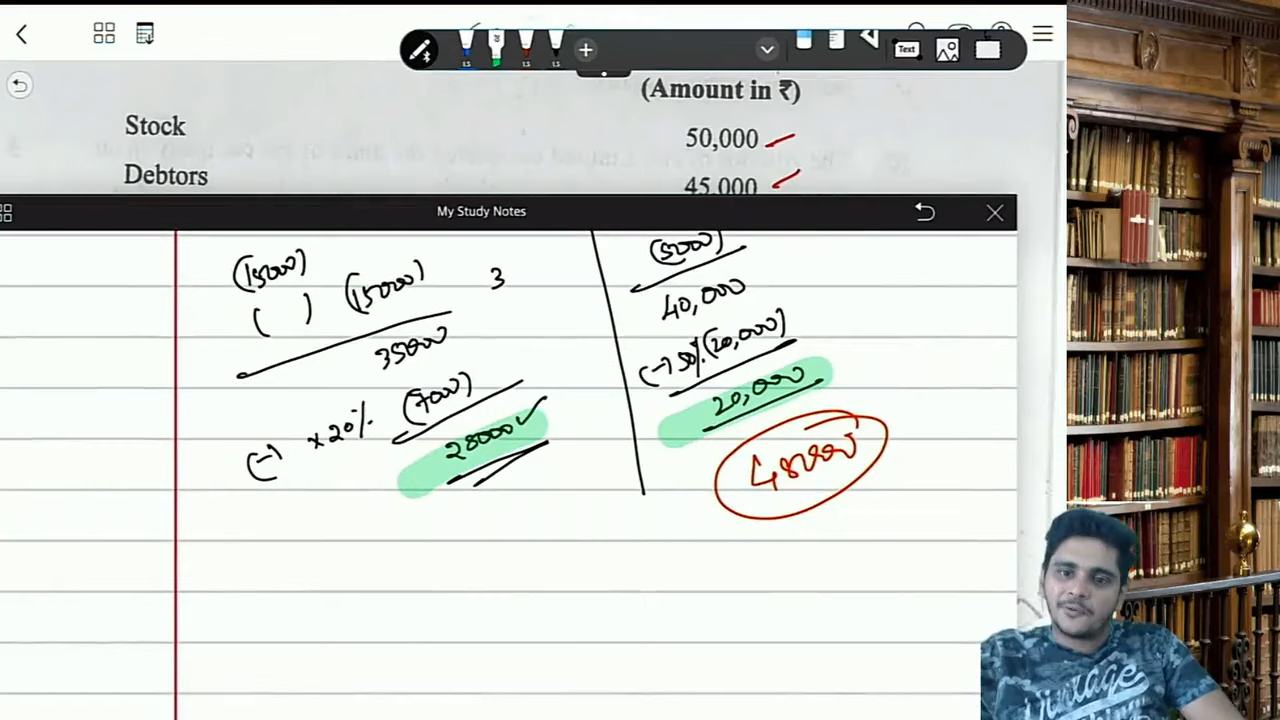 Text
(Amount in ₹)
Stock
50,000
Debtors
45,000
My Study Notes
(15000)
( ) (15000) 3
35000
(-) x 20% (7000)
28000 ✓
(5000)
40,000
(-) 50% (20,000)
20,000
48000
Vintage